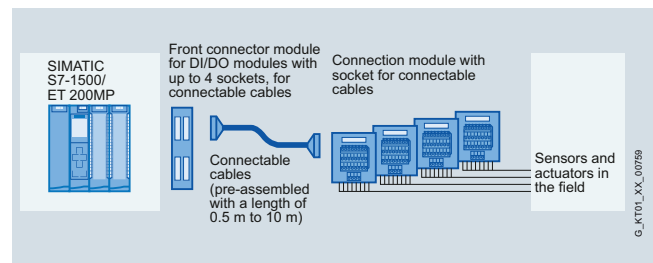 SIMATIC
S7-1500/
ET 200MP
Front connector module
for DI/DO modules with
up to 4 sockets, for
connectable cables
Connectable
cables
(pre-assembled
with a length of
0.5 m to 10 m)
Connection module with
socket for connectable
cables
Sensors and
actuators in
the field
G_KT01_XX_00759